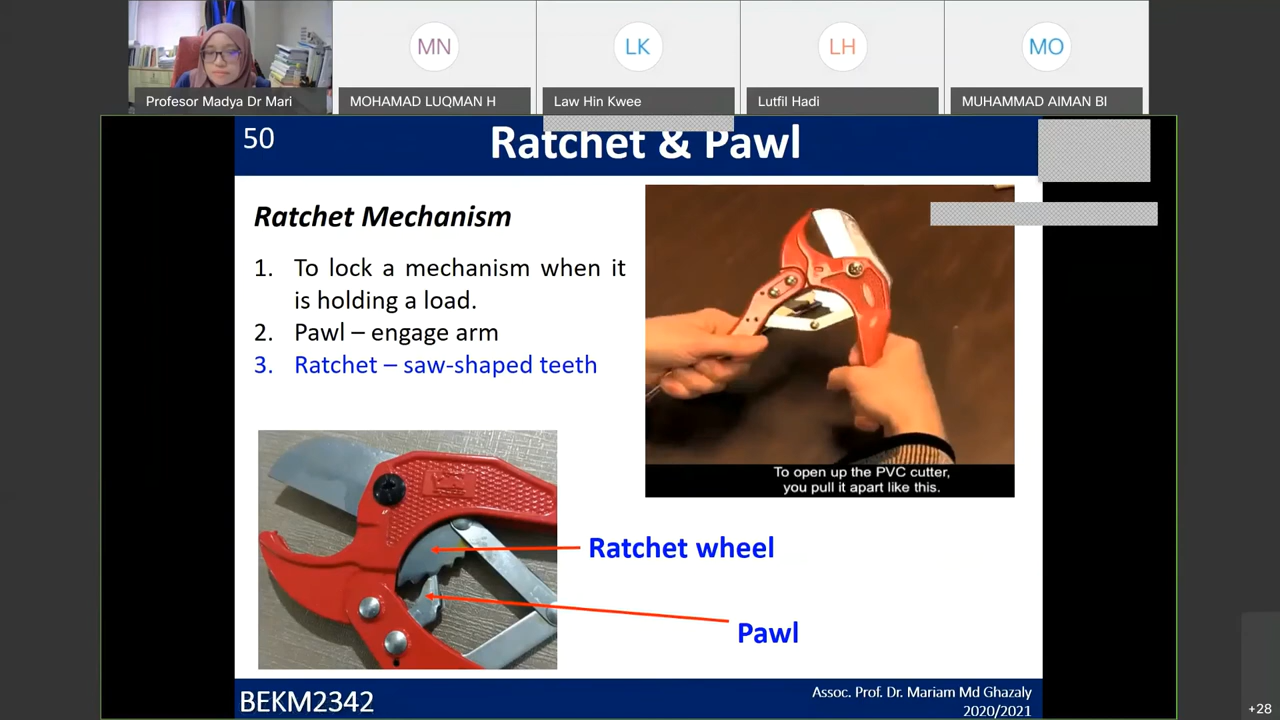 MN
LK
LH
MO
Profesor Madya Dr Mari
MOHAMAD LUQMAN H
Law Hin Kwee
Lutfil Hadi
MUHAMMAD AIMAN BI
50
Ratchet & Pawl
Ratchet Mechanism
1. To lock a mechanism when it
is holding a load.
2. Pawl – engage arm
3. Ratchet – saw-shaped teeth
To open up the PVC cutter,
you pull it apart like this.
Ratchet wheel
Pawl
BEKM2342
Assoc. Prof. Dr. Mariam Md Ghazaly
2020/2021
+28